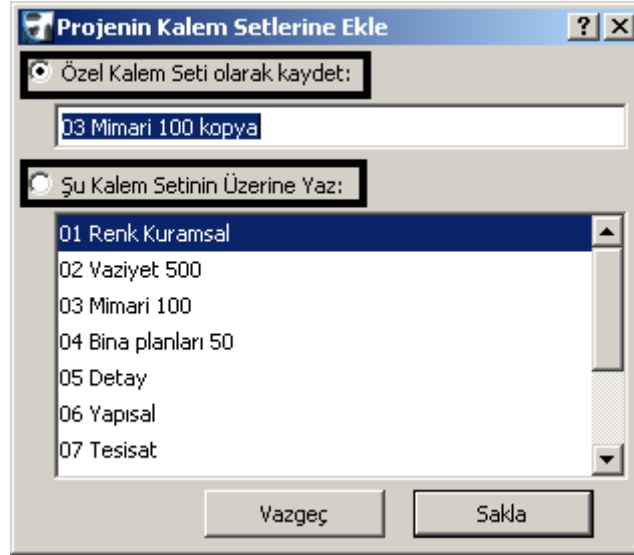 Projenin Kalem Setlerine Ekle
Özel Kalem Seti olarak kaydet:
03 Mimari 100 kopya
Şu Kalem Setinin Üzerine Yaz:
01 Renk Kuramsal
02 Vaziyet 500
03 Mimari 100
04 Bina planları 50
05 Detay
06 Yapısal
07 Tesisat
Vazgeç Sakla